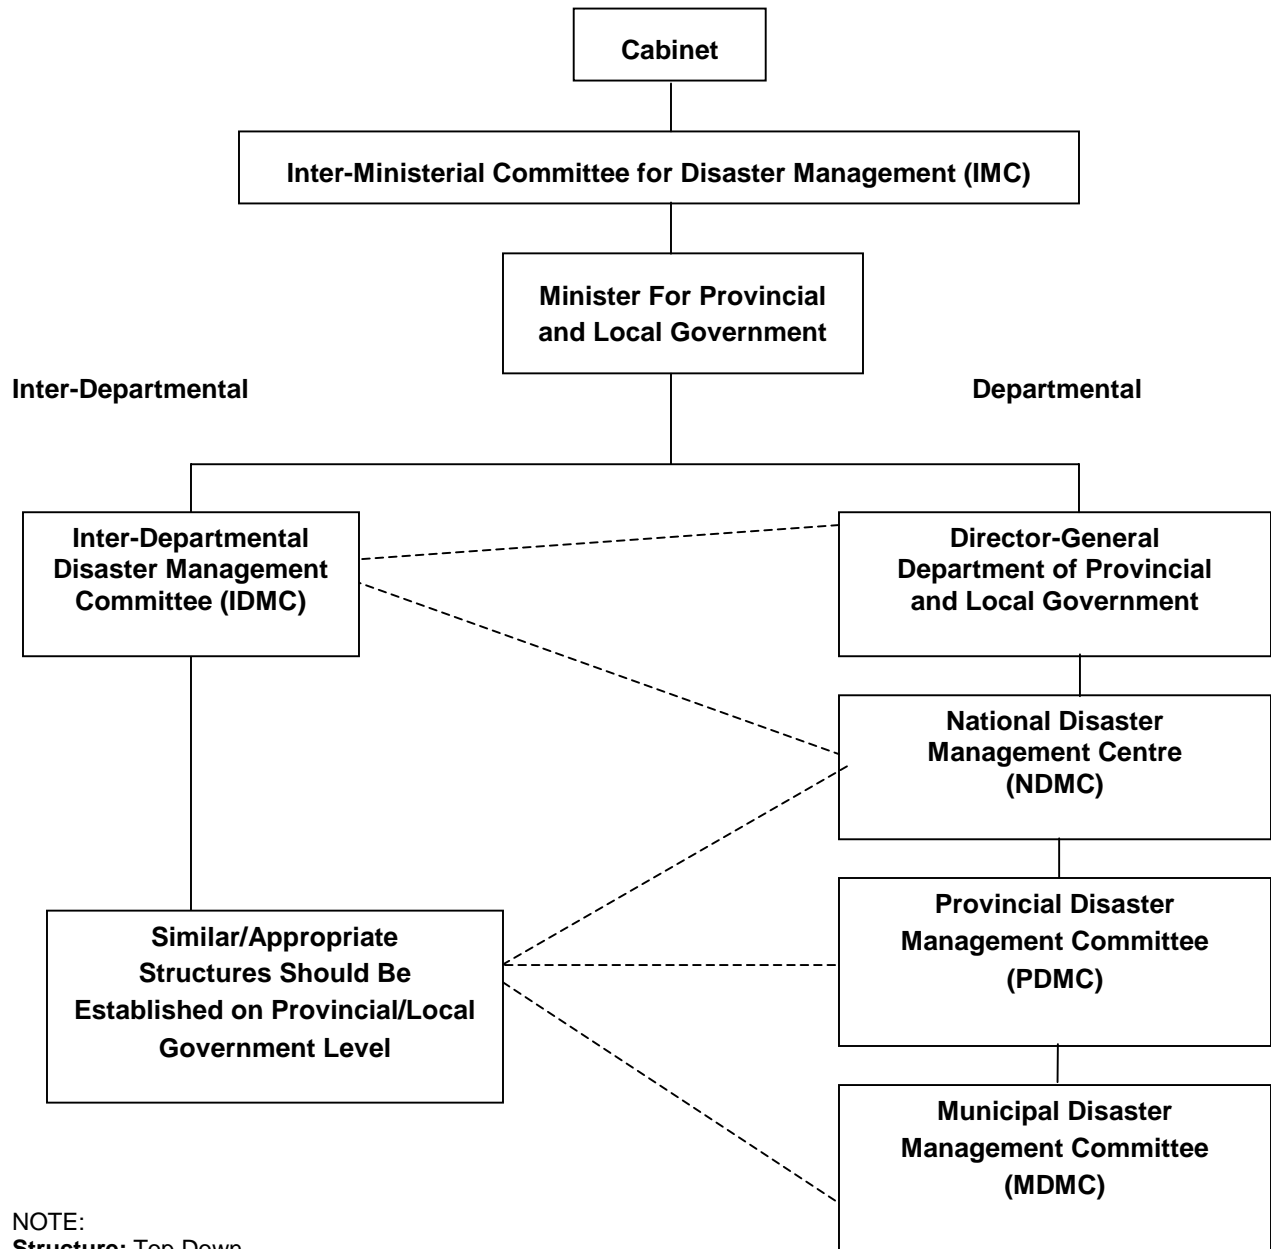 Cabinet
Inter-Ministerial Committee for Disaster Management (IMC)
Minister For Provincial
and Local Government
Inter-Departmental
Departmental
Inter-Departmental
Disaster Management
Committee (IDMC)
Director-General
Department of Provincial
and Local Government
National Disaster
Management Centre
(NDMC)
Similar/Appropriate
Structures Should Be
Established on Provincial/Local
Government Level
Provincial Disaster
Management Committee
(PDMC)
Municipal Disaster
Management Committee
(MDMC)
NOTE:
Structure: Top Down